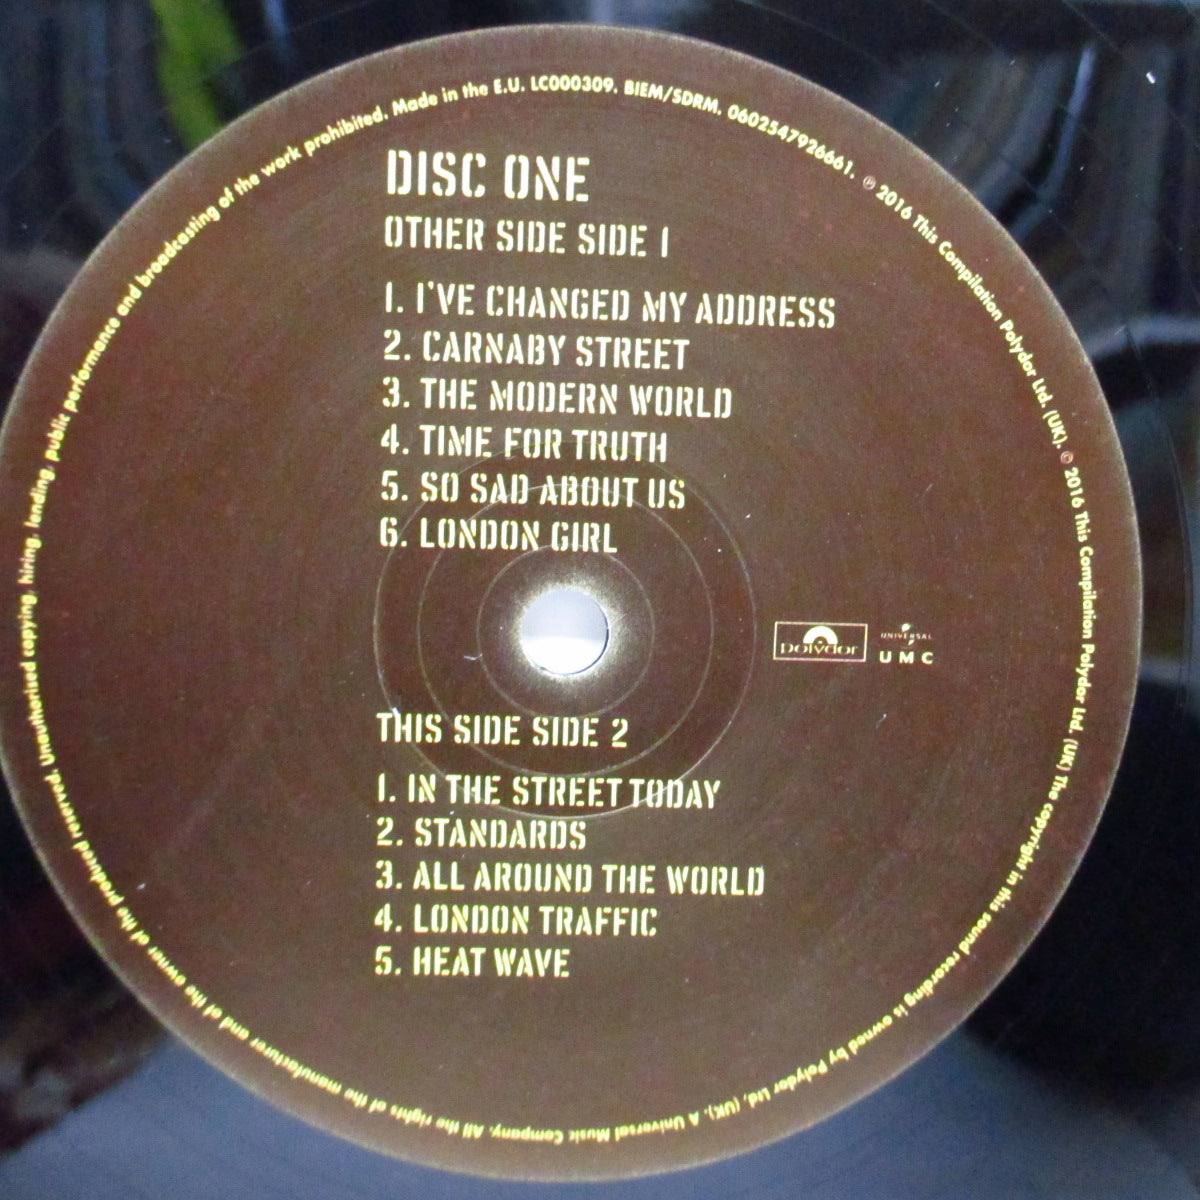 DISC ONE
OTHER SIDE SIDE 1
1. I'VE CHANGED MY ADDRESS
2. CARNABY STREET
3. THE MODERN WORLD
4. TIME FOR TRUTH
5. SO SAD ABOUT US
6. LONDON GIRL
polydor
UNIVERSAL
UMC
THIS SIDE SIDE 2
1. IN THE STREET TODAY
2. STANDARDS
3. ALL AROUND THE WORLD
4. LONDON TRAFFIC
5. HEAT WAVE
Made in the E.U. LC000309. BIEM/SDRM. 0602547926661. ℗ 2016 This Compilation Polydor Ltd. (UK). © 2016 This Compilation Polydor Ltd. (UK) The copyright in this sound recording is owned by Polydor Ltd, (UK). A Universal Music Company. All the rights of the manufacturer and of the owner of the produced reserved. Unauthorised copying, hiring, lending, public performance and broadcasting of the work prohibited.